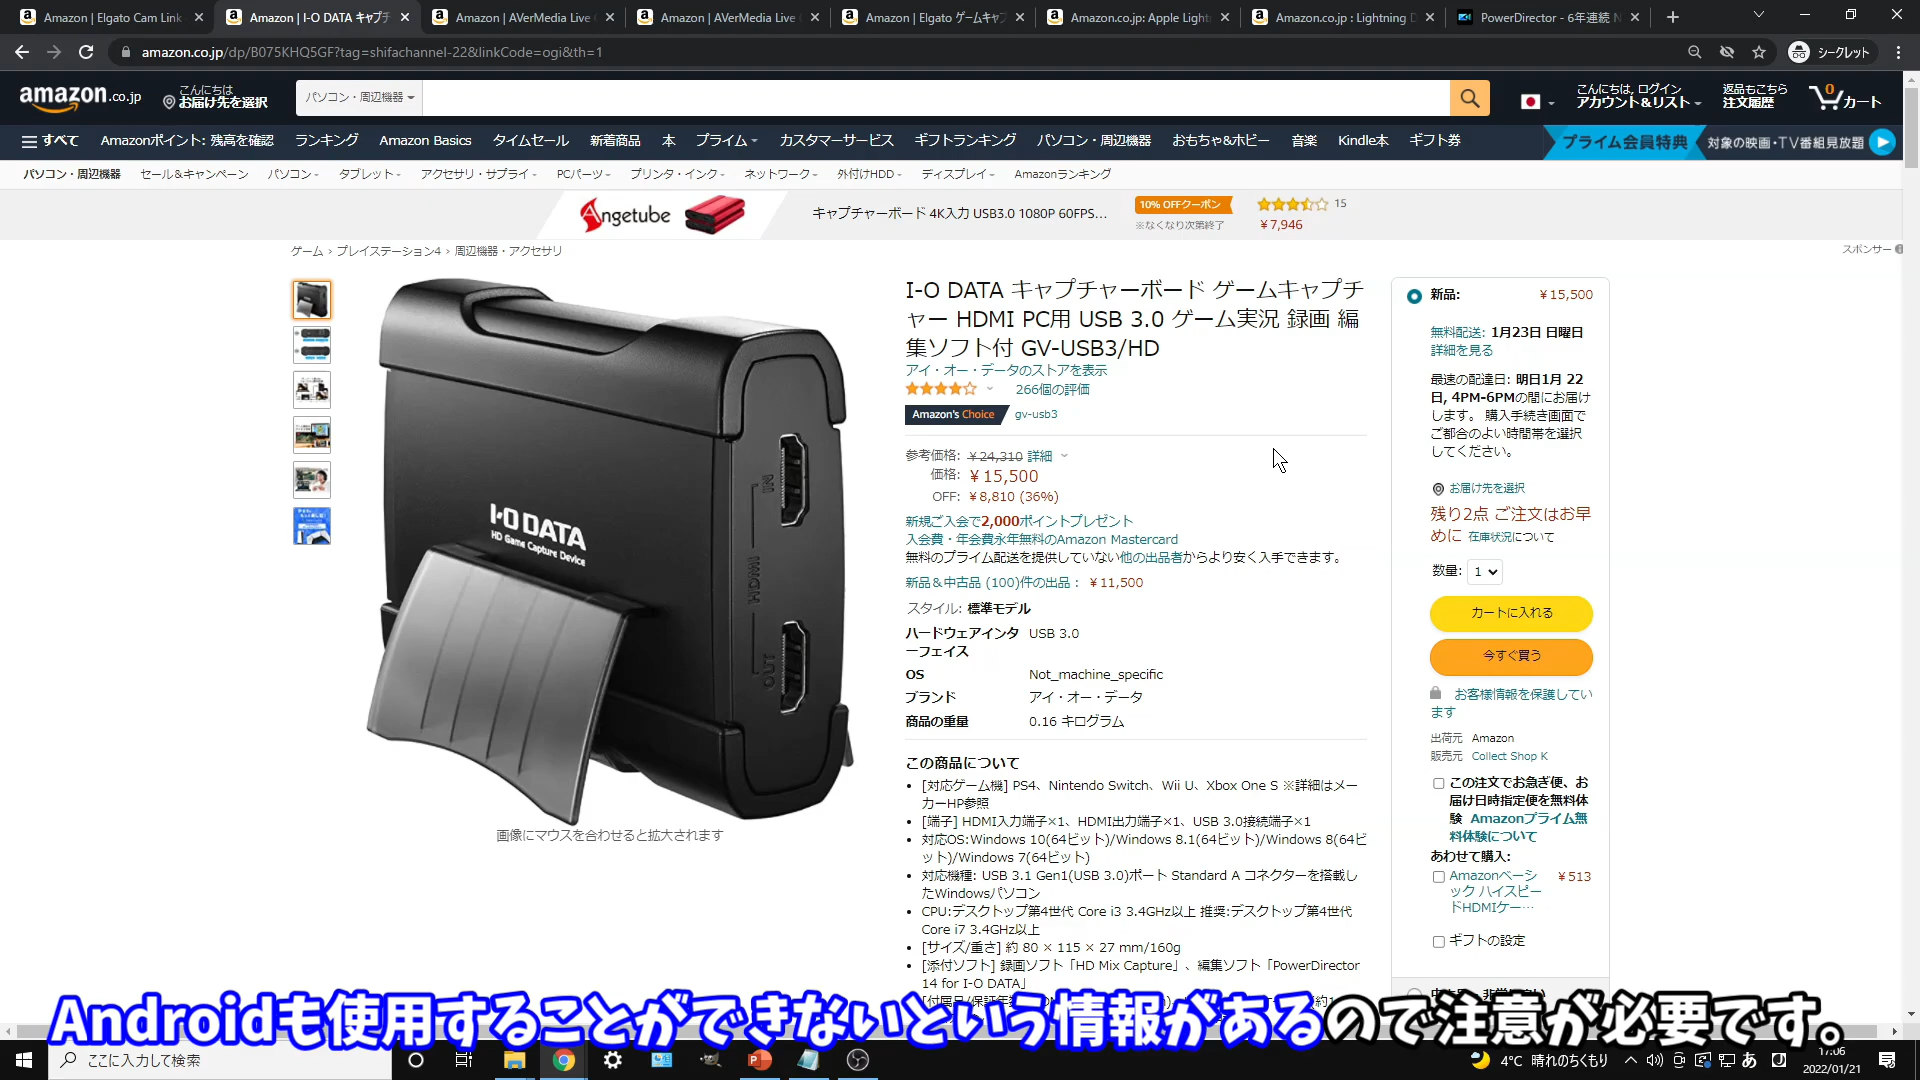 Amazon | Elgato Cam Link
Amazon | I-O DATA キャプチ
Amazon | AVerMedia Live
Amazon | AVerMedia Live
Amazon | Elgato ゲームキャプ
Amazon.co.jp: Apple Light
Amazon.co.jp : Lightning D
PowerDirector - 6年連続 N
amazon.co.jp/dp/B075KHQ5GF?tag=shifachannel-22&linkCode=ogi&th=1
シークレット
amazon.co.jp
こんにちは
お届け先を選択
パソコン・周辺機器
こんにちは, ログイン
アカウント&リスト
返品もこちら
注文履歴
0
カート
すべて Amazonポイント: 残高を確認 ランキング Amazon Basics タイムセール 新着商品 本 プライム カスタマーサービス ギフトランキング パソコン・周辺機器 おもちゃ&ホビー 音楽 Kindle本 ギフト券
プライム会員特典 対象の映画・TV番組見放題
パソコン・周辺機器 セール&キャンペーン パソコン タブレット アクセサリ・サプライ PCパーツ プリンタ・インク ネットワーク 外付けHDD ディスプレイ Amazonランキング
Angetube
キャプチャーボード 4K入力 USB3.0 1080P 60FPS...
10% OFFクーポン
※なくなり次第終了
15
¥7,946
ゲーム › プレイステーション4 › 周辺機器・アクセサリ
スポンサー
I-O DATA
HD Game Capture Device
IN
HDMI
OUT
画像にマウスを合わせると拡大されます
I-O DATA キャプチャーボード ゲームキャプチ
ャー HDMI PC用 USB 3.0 ゲーム実況 録画 編
集ソフト付 GV-USB3/HD
アイ・オー・データのストアを表示
266個の評価
Amazon's Choice gv-usb3
参考価格: ¥24,310 詳細
価格: ¥15,500
OFF: ¥8,810 (36%)
新規ご入会で2,000ポイントプレゼント
入会費・年会費永年無料のAmazon Mastercard
無料のプライム配送を提供していない他の出品者からより安く入手できます。
新品&中古品 (100)件の出品: ¥11,500
スタイル: 標準モデル
ハードウェアインタ USB 3.0
ーフェイス
OS Not_machine_specific
ブランド アイ・オー・データ
商品の重量 0.16 キログラム
この商品について
• [対応ゲーム機] PS4、Nintendo Switch、Wii U、Xbox One S ※詳細はメー
カーHP参照
• [端子] HDMI入力端子×1、HDMI出力端子×1、USB 3.0接続端子×1
• 対応OS:Windows 10(64ビット)/Windows 8.1(64ビット)/Windows 8(64ビ
ット)/Windows 7(64ビット)
• 対応機種: USB 3.1 Gen1(USB 3.0)ポート Standard A コネクターを搭載し
たWindowsパソコン
• CPU:デスクトップ第4世代 Core i3 3.4GHz以上 推奨:デスクトップ第4世代
Core i7 3.4GHz以上
• [サイズ/重さ] 約 80 × 115 × 27 mm/160g
• [添付ソフト] 録画ソフト「HD Mix Capture」、編集ソフト「PowerDirector
14 for I-O DATA」
新品: ¥15,500
無料配送: 1月23日 日曜日
詳細を見る
最速の配達日: 明日1月 22
日, 4PM-6PMの間にお届け
します。 購入手続き画面で
ご都合のよい時間帯を選択
してください。
お届け先を選択
残り2点 ご注文はお早
めに 在庫状況について
数量: 1
カートに入れる
今すぐ買う
お客様情報を保護してい
ます
出荷元 Amazon
販売元 Collect Shop K
この注文でお急ぎ便、お
届け日時指定便を無料体
験 Amazonプライム無
料体験について
あわせて購入:
Amazonベーシ ¥513
ック ハイスピー
ドHDMIケー…
ギフトの設定
Androidも使用することができないという情報があるので注意が必要です。
ここに入力して検索
4°C 晴れのちくもり
あ
17:06
2022/01/21